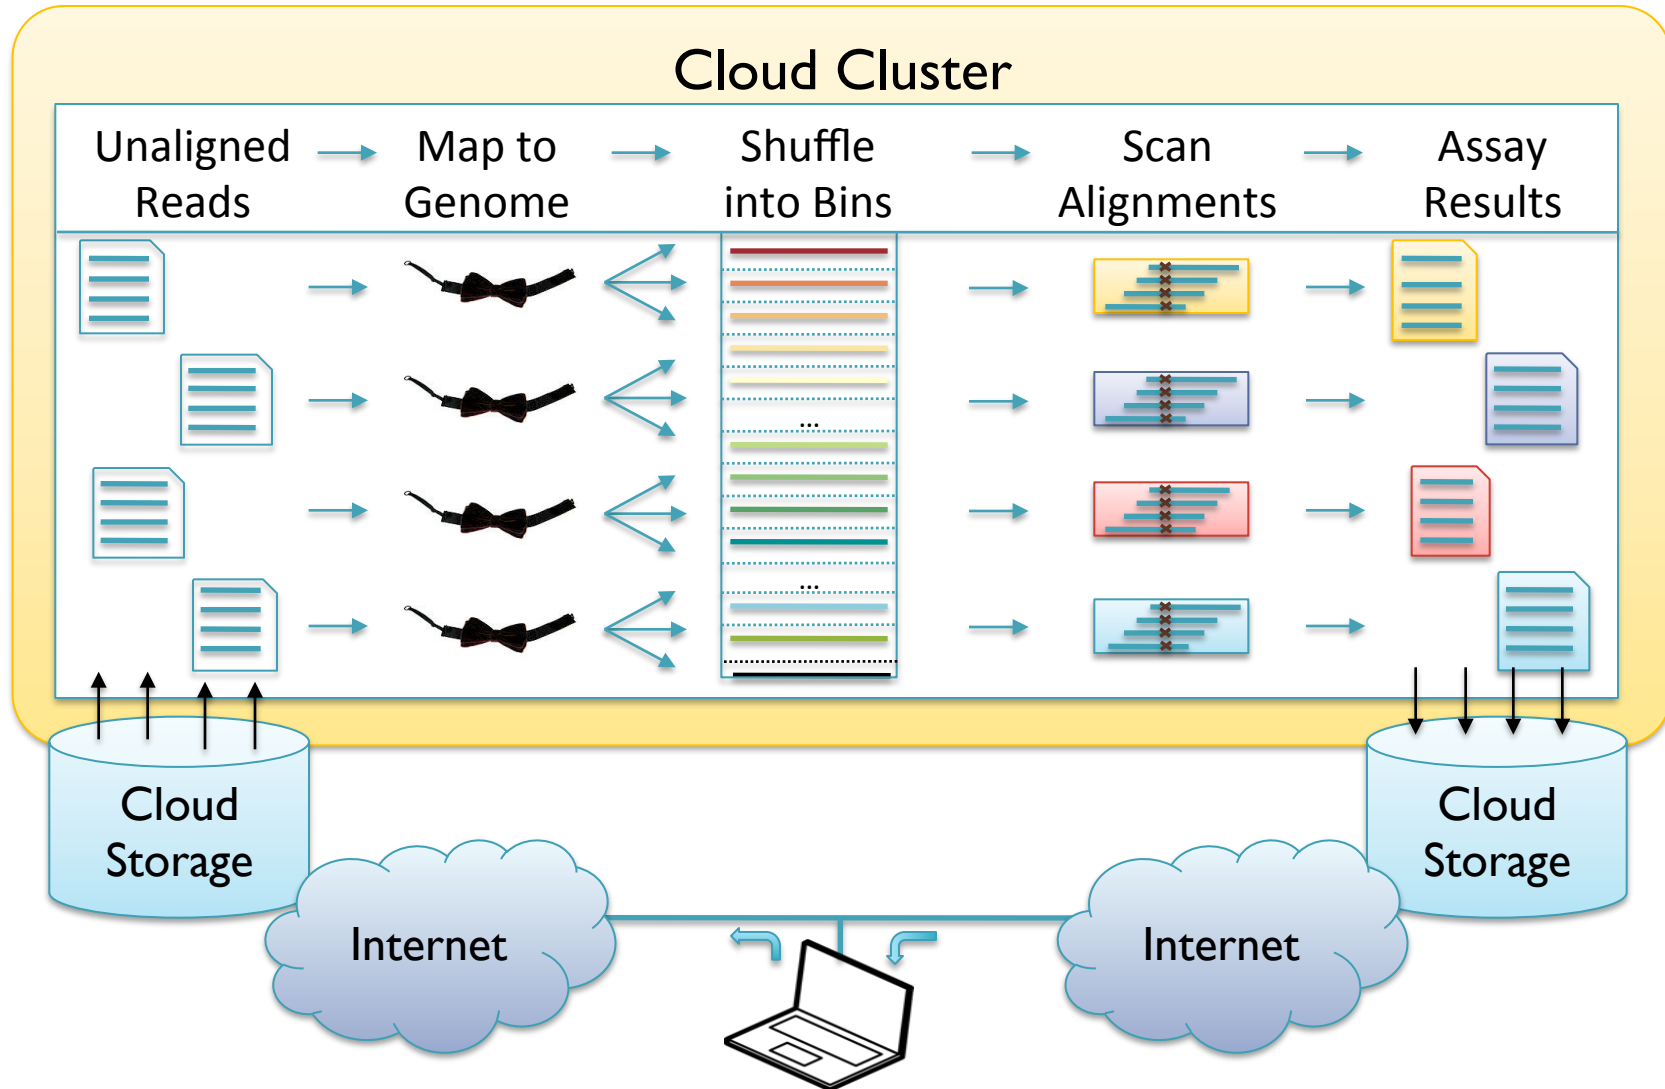 Cloud Cluster
Unaligned
Reads
Map to
Genome
Shuffle
into Bins
Scan
Alignments
Assay
Results
...
...
Cloud
Storage
Cloud
Storage
Internet
Internet